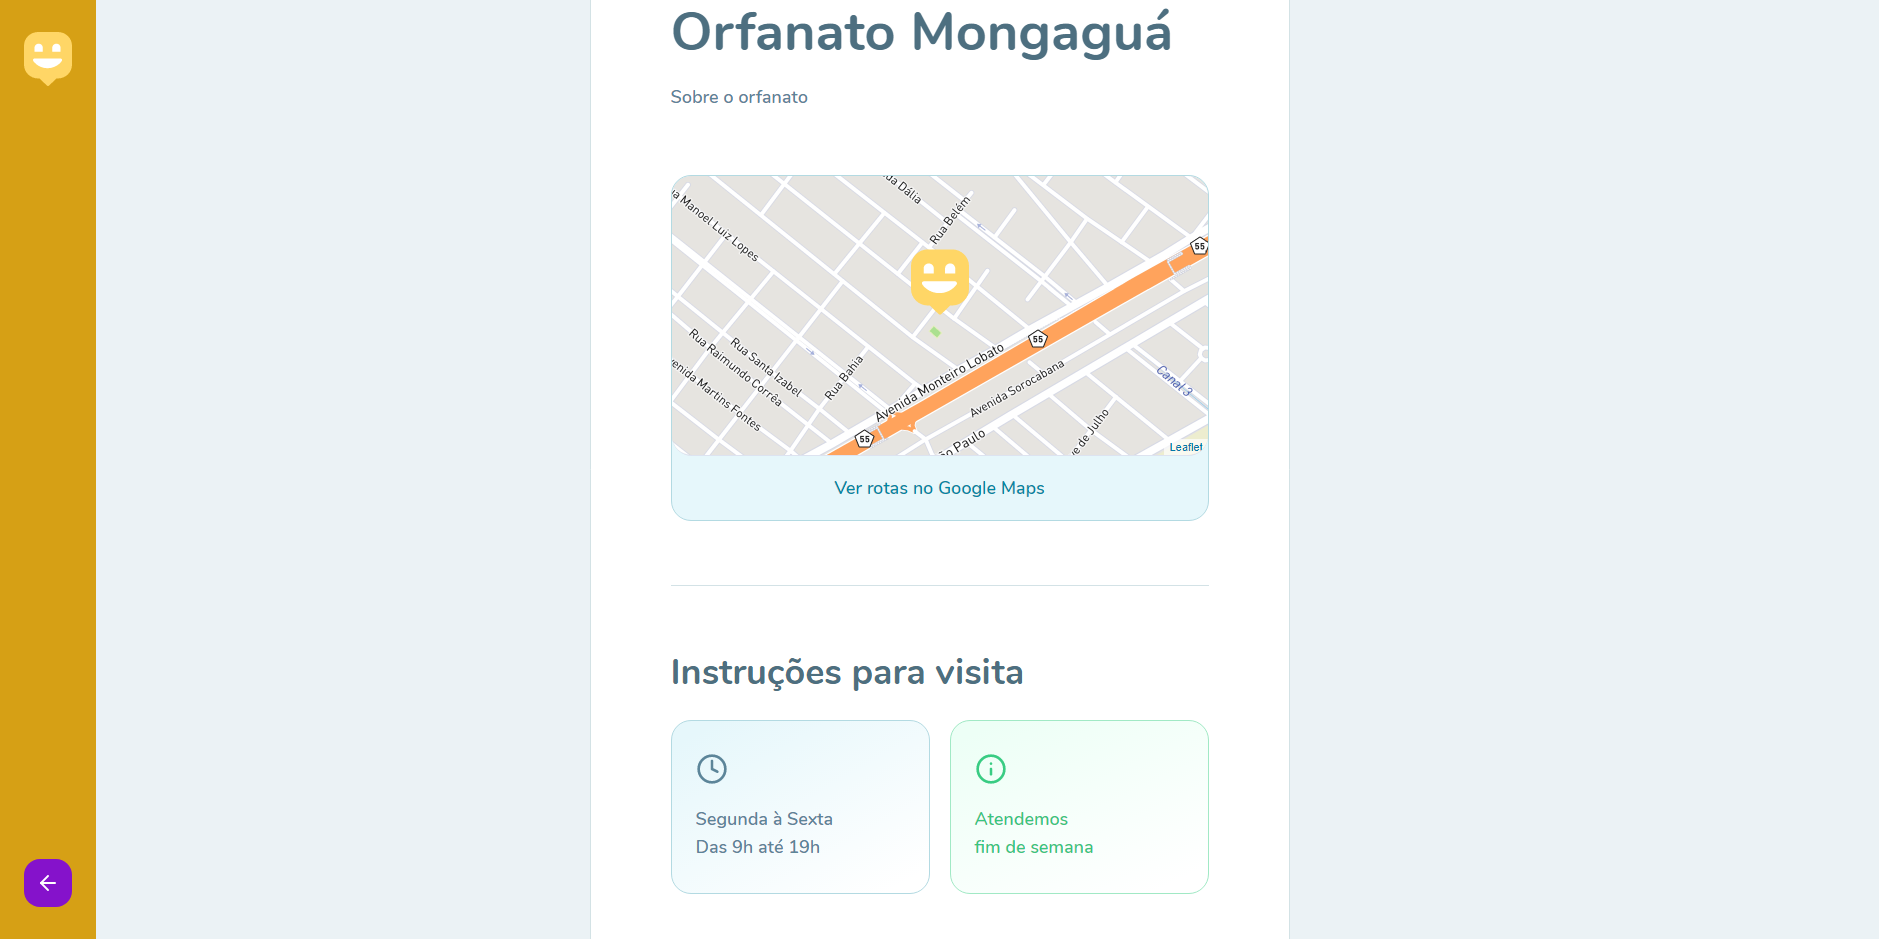 Orfanato Mongaguá
Sobre o orfanato
Manoel Luiz Lopes
Dália
Rua Belém
55
55
Rua Santa Izabel
Rua Raimundo Corrêa
Martins Fontes
Rua Bahia
Avenida Monteiro Lobato
Avenida Sorocabana
Canal 3
55
Paulo
de Julho
Leaflet
Ver rotas no Google Maps
Instruções para visita
Segunda à Sexta
Das 9h até 19h
Atendemos
fim de semana